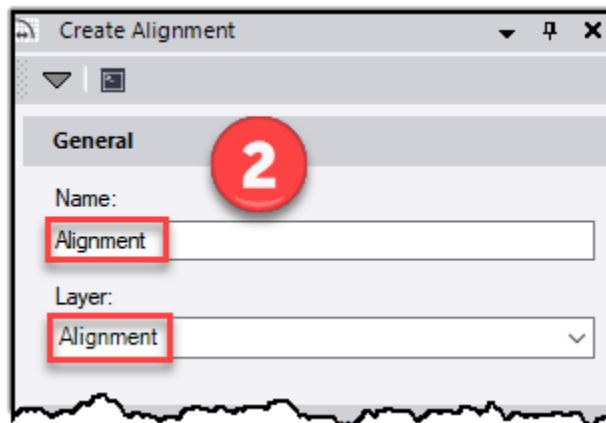 Create Alignment
General
2
Name:
Alignment
Layer:
Alignment